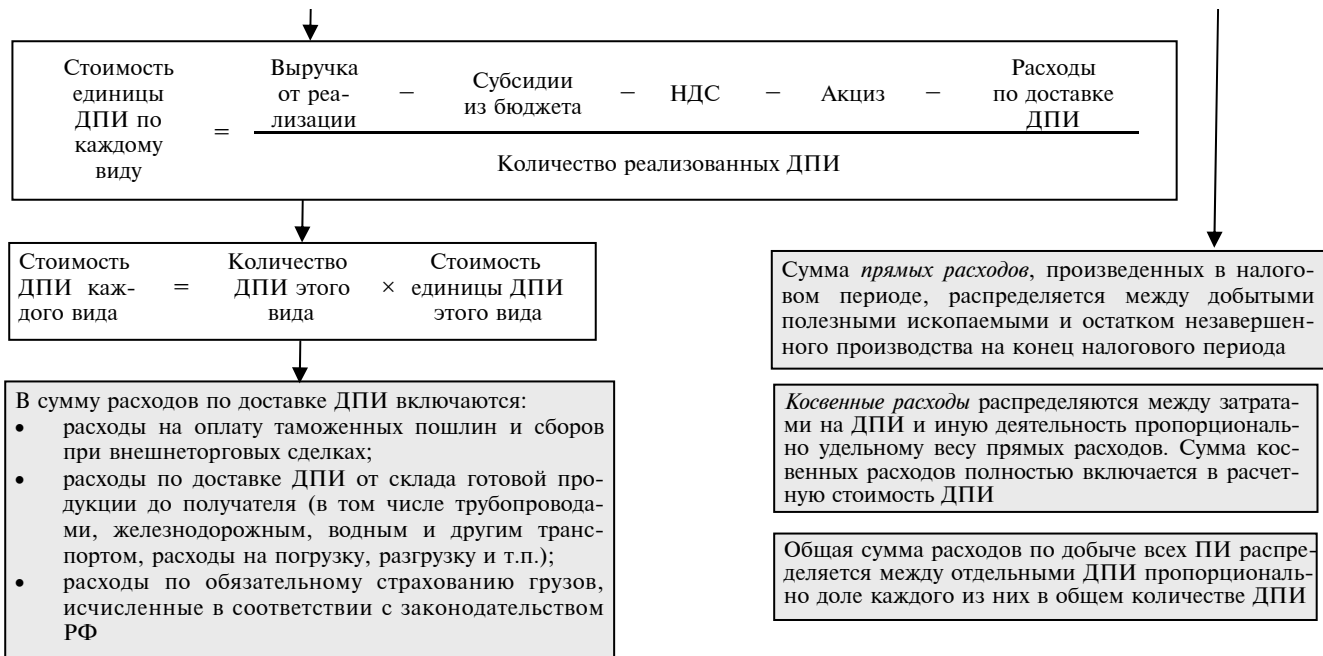 Стоимость
единицы
ДПИ по
каждому
виду
=
Выручка
от реа-
лизации
−
Субсидии
из бюджета
−
НДС
−
Акциз
−
Расходы
по доставке
ДПИ
Количество реализованных ДПИ
Стоимость
ДПИ каж-
дого вида
=
Количество
ДПИ этого
вида
×
Стоимость
единицы ДПИ
этого вида
В сумму расходов по доставке ДПИ включаются:
• расходы на оплату таможенных пошлин и сборов
при внешнеторговых сделках;
• расходы по доставке ДПИ от склада готовой про-
дукции до получателя (в том числе трубопровода-
ми, железнодорожным, водным и другим транс-
портом, расходы на погрузку, разгрузку и т.п.);
• расходы по обязательному страхованию грузов,
исчисленные в соответствии с законодательством
РФ
Сумма прямых расходов, произведенных в налого-
вом периоде, распределяется между добытыми
полезными ископаемыми и остатком незавершен-
ного производства на конец налогового периода
Косвенные расходы распределяются между затрата-
ми на ДПИ и иную деятельность пропорциональ-
но удельному весу прямых расходов. Сумма кос-
венных расходов полностью включается в расчет-
ную стоимость ДПИ
Общая сумма расходов по добыче всех ПИ распре-
деляется между отдельными ДПИ пропорциональ-
но доле каждого из них в общем количестве ДПИ